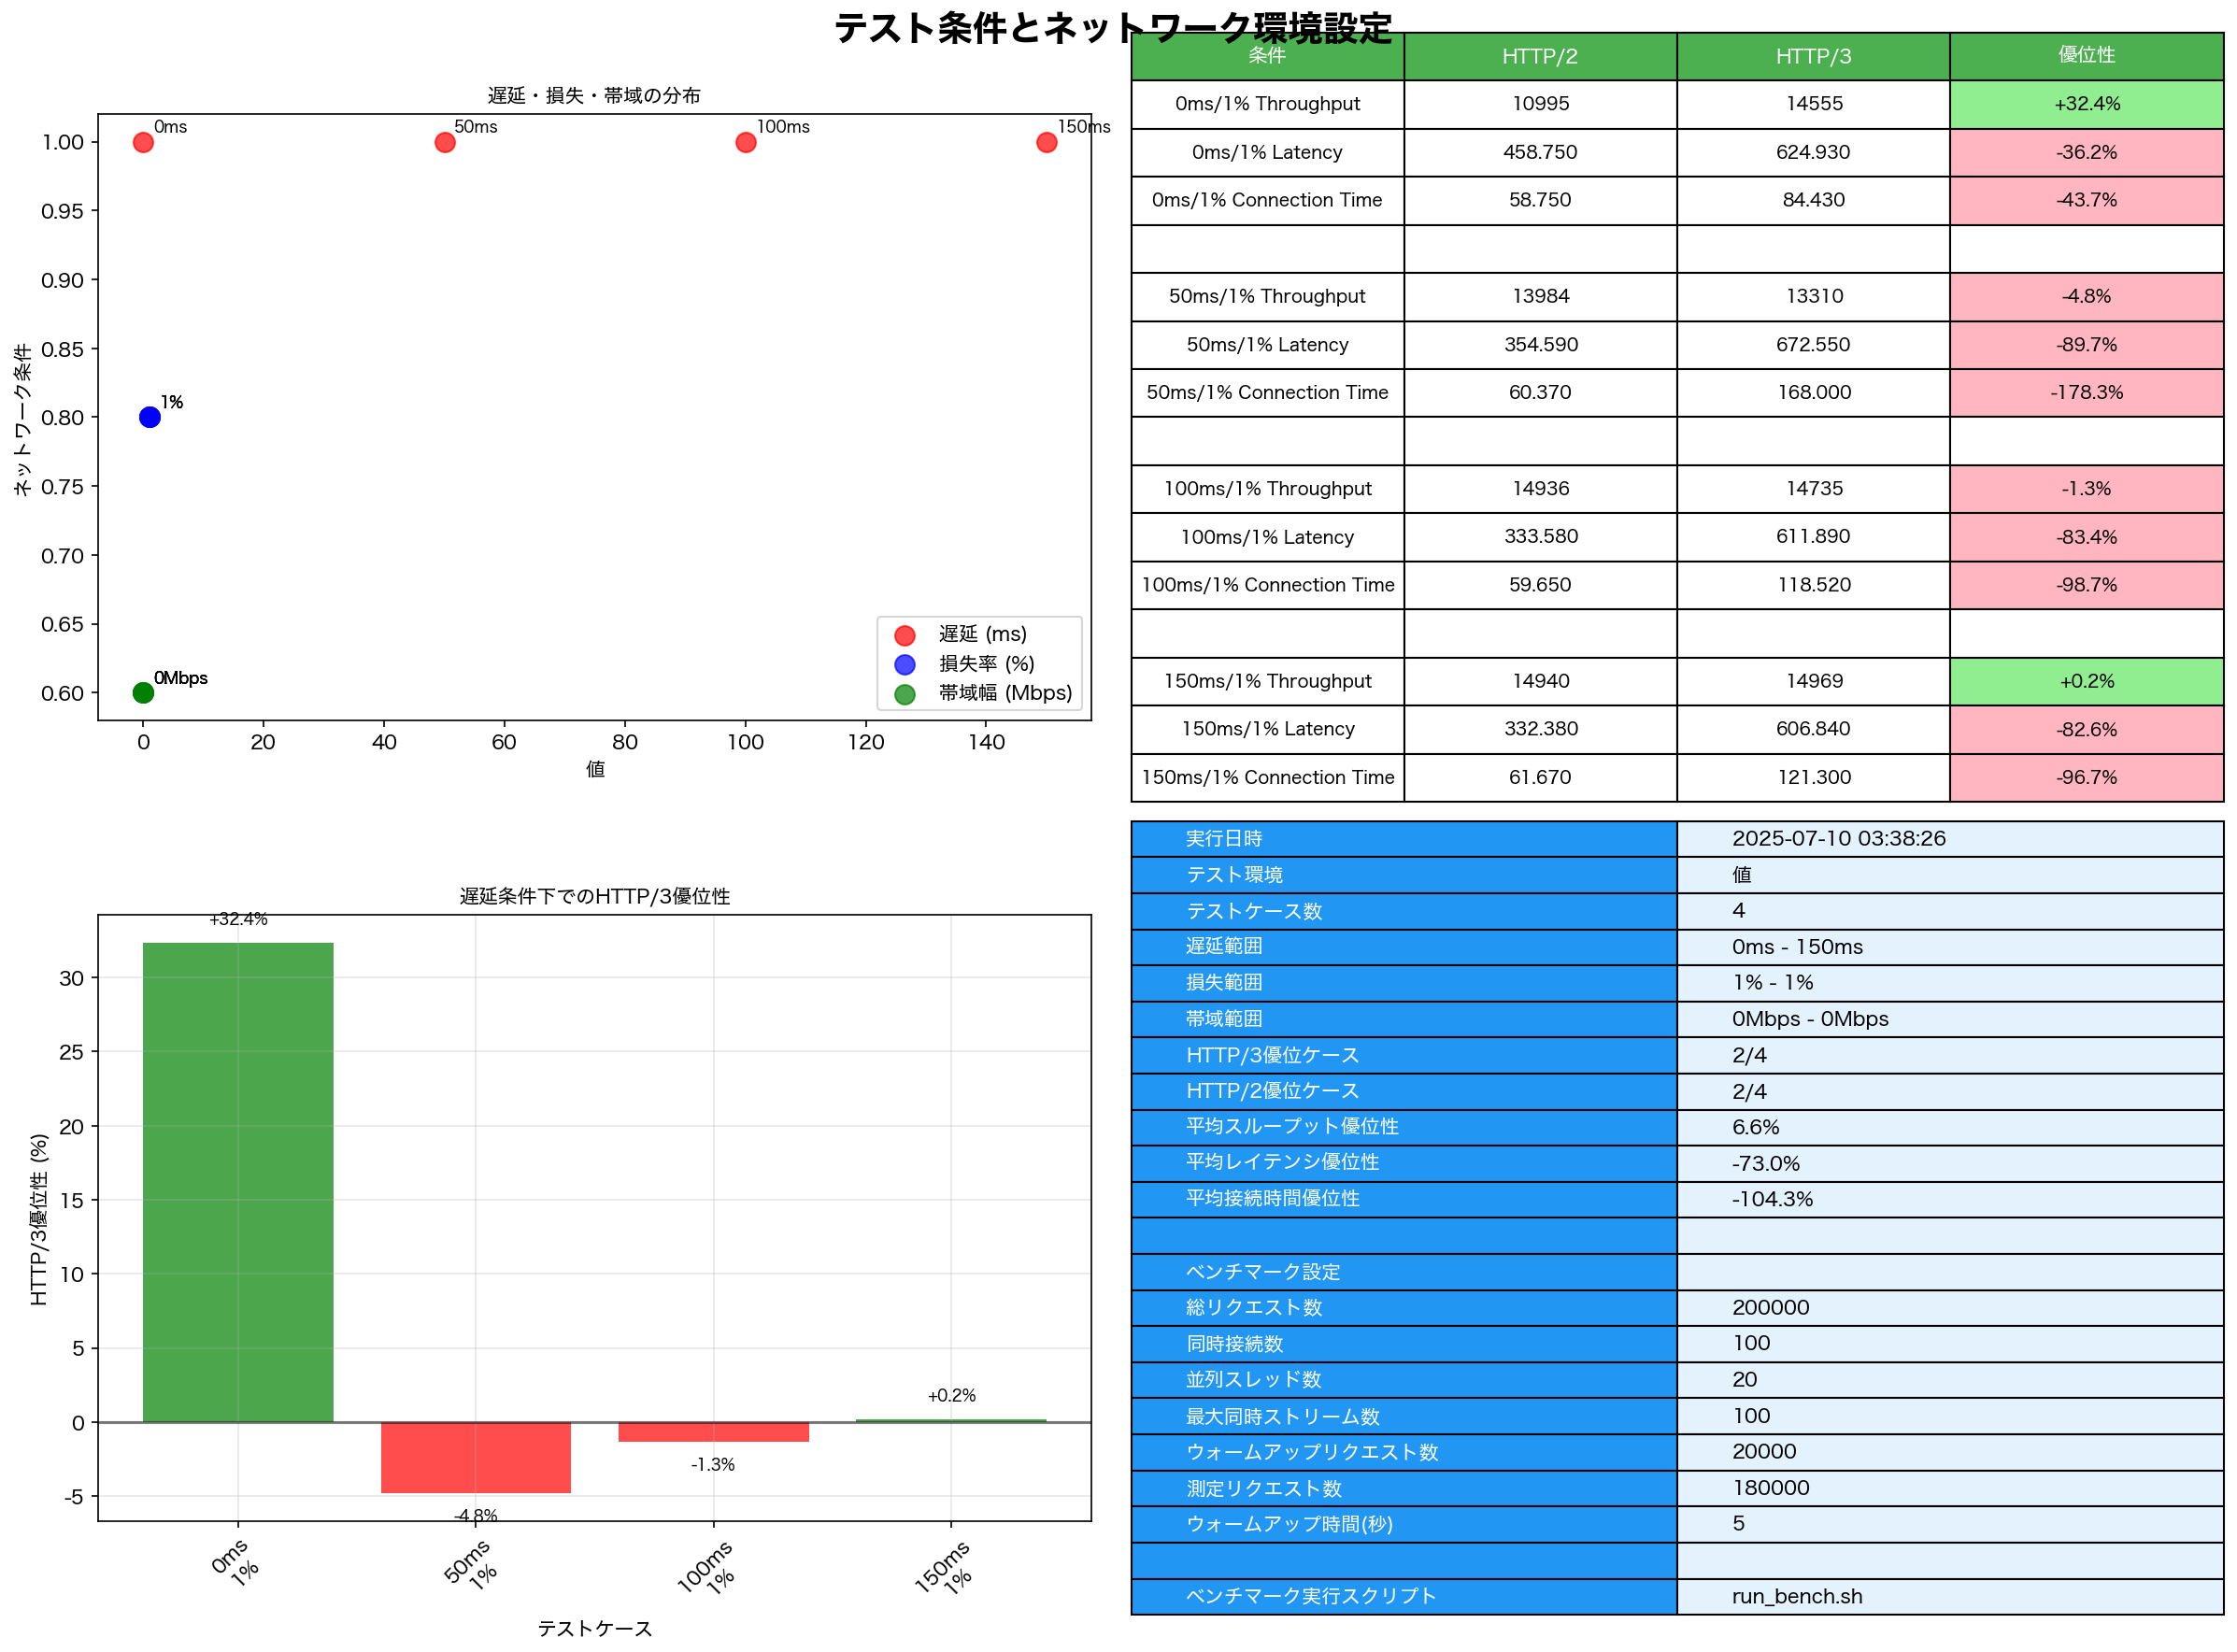 テスト条件とネットワーク環境設定
遅延・損失・帯域の分布
0ms 50ms 100ms 150ms
1.00
0.95
0.90
0.85
1%
0.80
0.75
0.70
0.65
0Mbps
0.60
ネットワーク条件
遅延 (ms)
損失率 (%)
帯域幅 (Mbps)
0 20 40 60 80 100 120 140
値
条件 HTTP/2 HTTP/3 優位性
0ms/1% Throughput 10995 14555 +32.4%
0ms/1% Latency 458.750 624.930 -36.2%
0ms/1% Connection Time 58.750 84.430 -43.7%
50ms/1% Throughput 13984 13310 -4.8%
50ms/1% Latency 354.590 672.550 -89.7%
50ms/1% Connection Time 60.370 168.000 -178.3%
100ms/1% Throughput 14936 14735 -1.3%
100ms/1% Latency 333.580 611.890 -83.4%
100ms/1% Connection Time 59.650 118.520 -98.7%
150ms/1% Throughput 14940 14969 +0.2%
150ms/1% Latency 332.380 606.840 -82.6%
150ms/1% Connection Time 61.670 121.300 -96.7%
遅延条件下でのHTTP/3優位性
+32.4%
30
25
20
15
10
5
+0.2%
0
-1.3%
-5
-4.8%
HTTP/3優位性 (%)
0ms
1%
50ms
1%
100ms
1%
150ms
1%
テストケース
実行日時 2025-07-10 03:38:26
テスト環境 値
テストケース数 4
遅延範囲 0ms - 150ms
損失範囲 1% - 1%
帯域範囲 0Mbps - 0Mbps
HTTP/3優位ケース 2/4
HTTP/2優位ケース 2/4
平均スループット優位性 6.6%
平均レイテンシ優位性 -73.0%
平均接続時間優位性 -104.3%
ベンチマーク設定
総リクエスト数 200000
同時接続数 100
並列スレッド数 20
最大同時ストリーム数 100
ウォームアップリクエスト数 20000
測定リクエスト数 180000
ウォームアップ時間(秒) 5
ベンチマーク実行スクリプト run_bench.sh